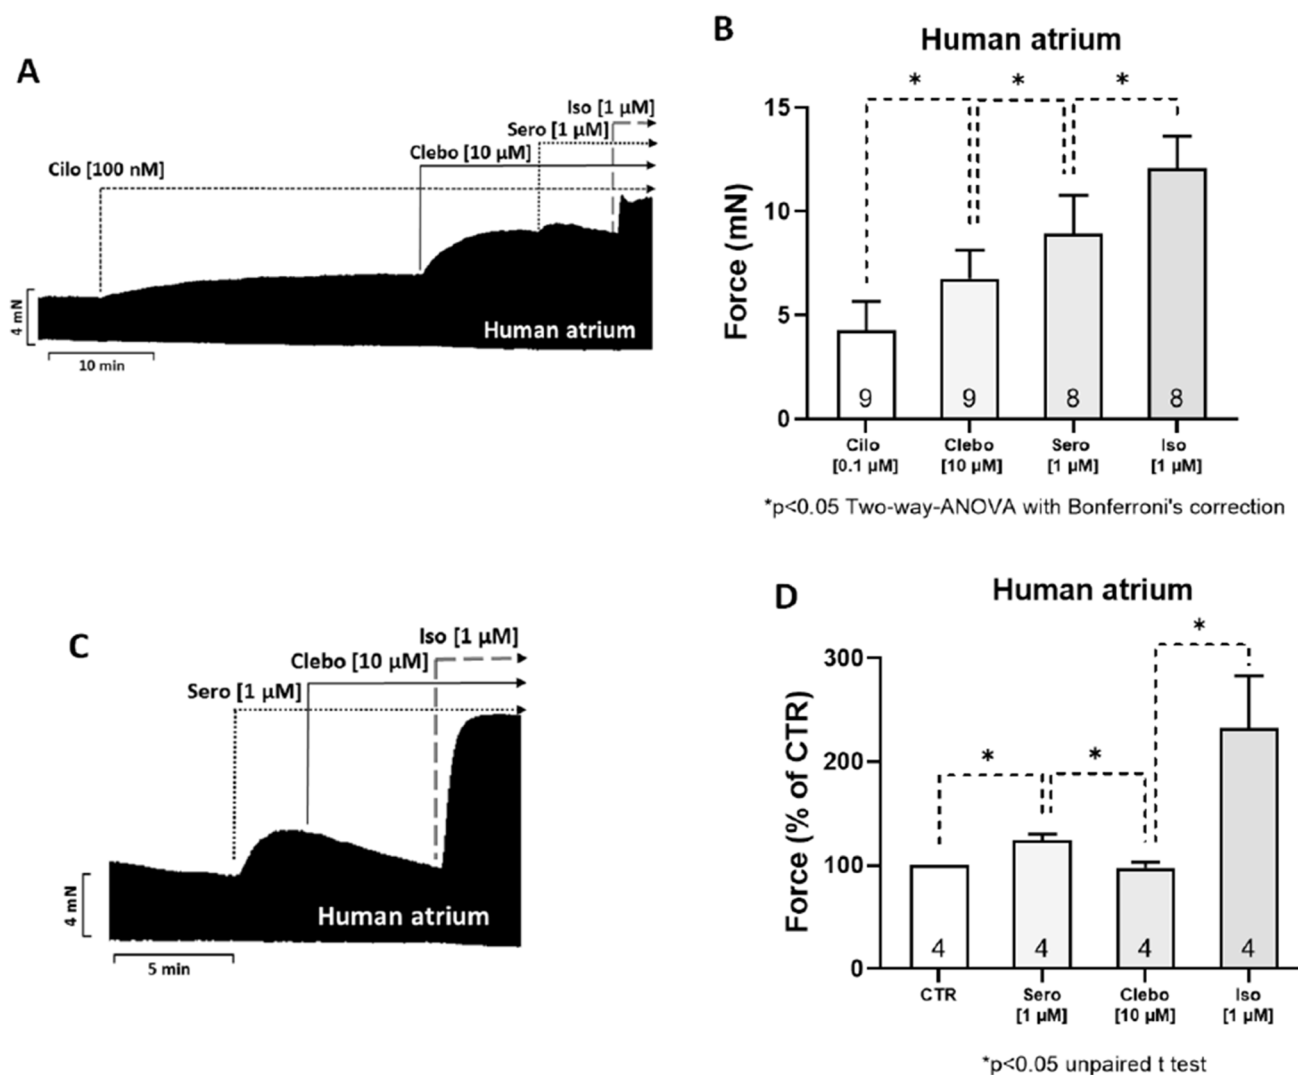 A
Iso [1 µM]
Sero [1 µM]
Clebo [10 µM]
Cilo [100 nM]
4 mN
Human atrium
10 min
B
Human atrium
* * *
Force (mN)
15
10
5
0
9 9 8 8
Cilo Clebo Sero Iso
[0.1 µM] [10 µM] [1 µM] [1 µM]
*p<0.05 Two-way-ANOVA with Bonferroni's correction
C
Iso [1 µM]
Clebo [10 µM]
Sero [1 µM]
4 mN
Human atrium
5 min
D
Human atrium
*
* *
Force (% of CTR)
300
200
100
0
4 4 4 4
CTR Sero Clebo Iso
[1 µM] [10 µM] [1 µM]
*p<0.05 unpaired t test